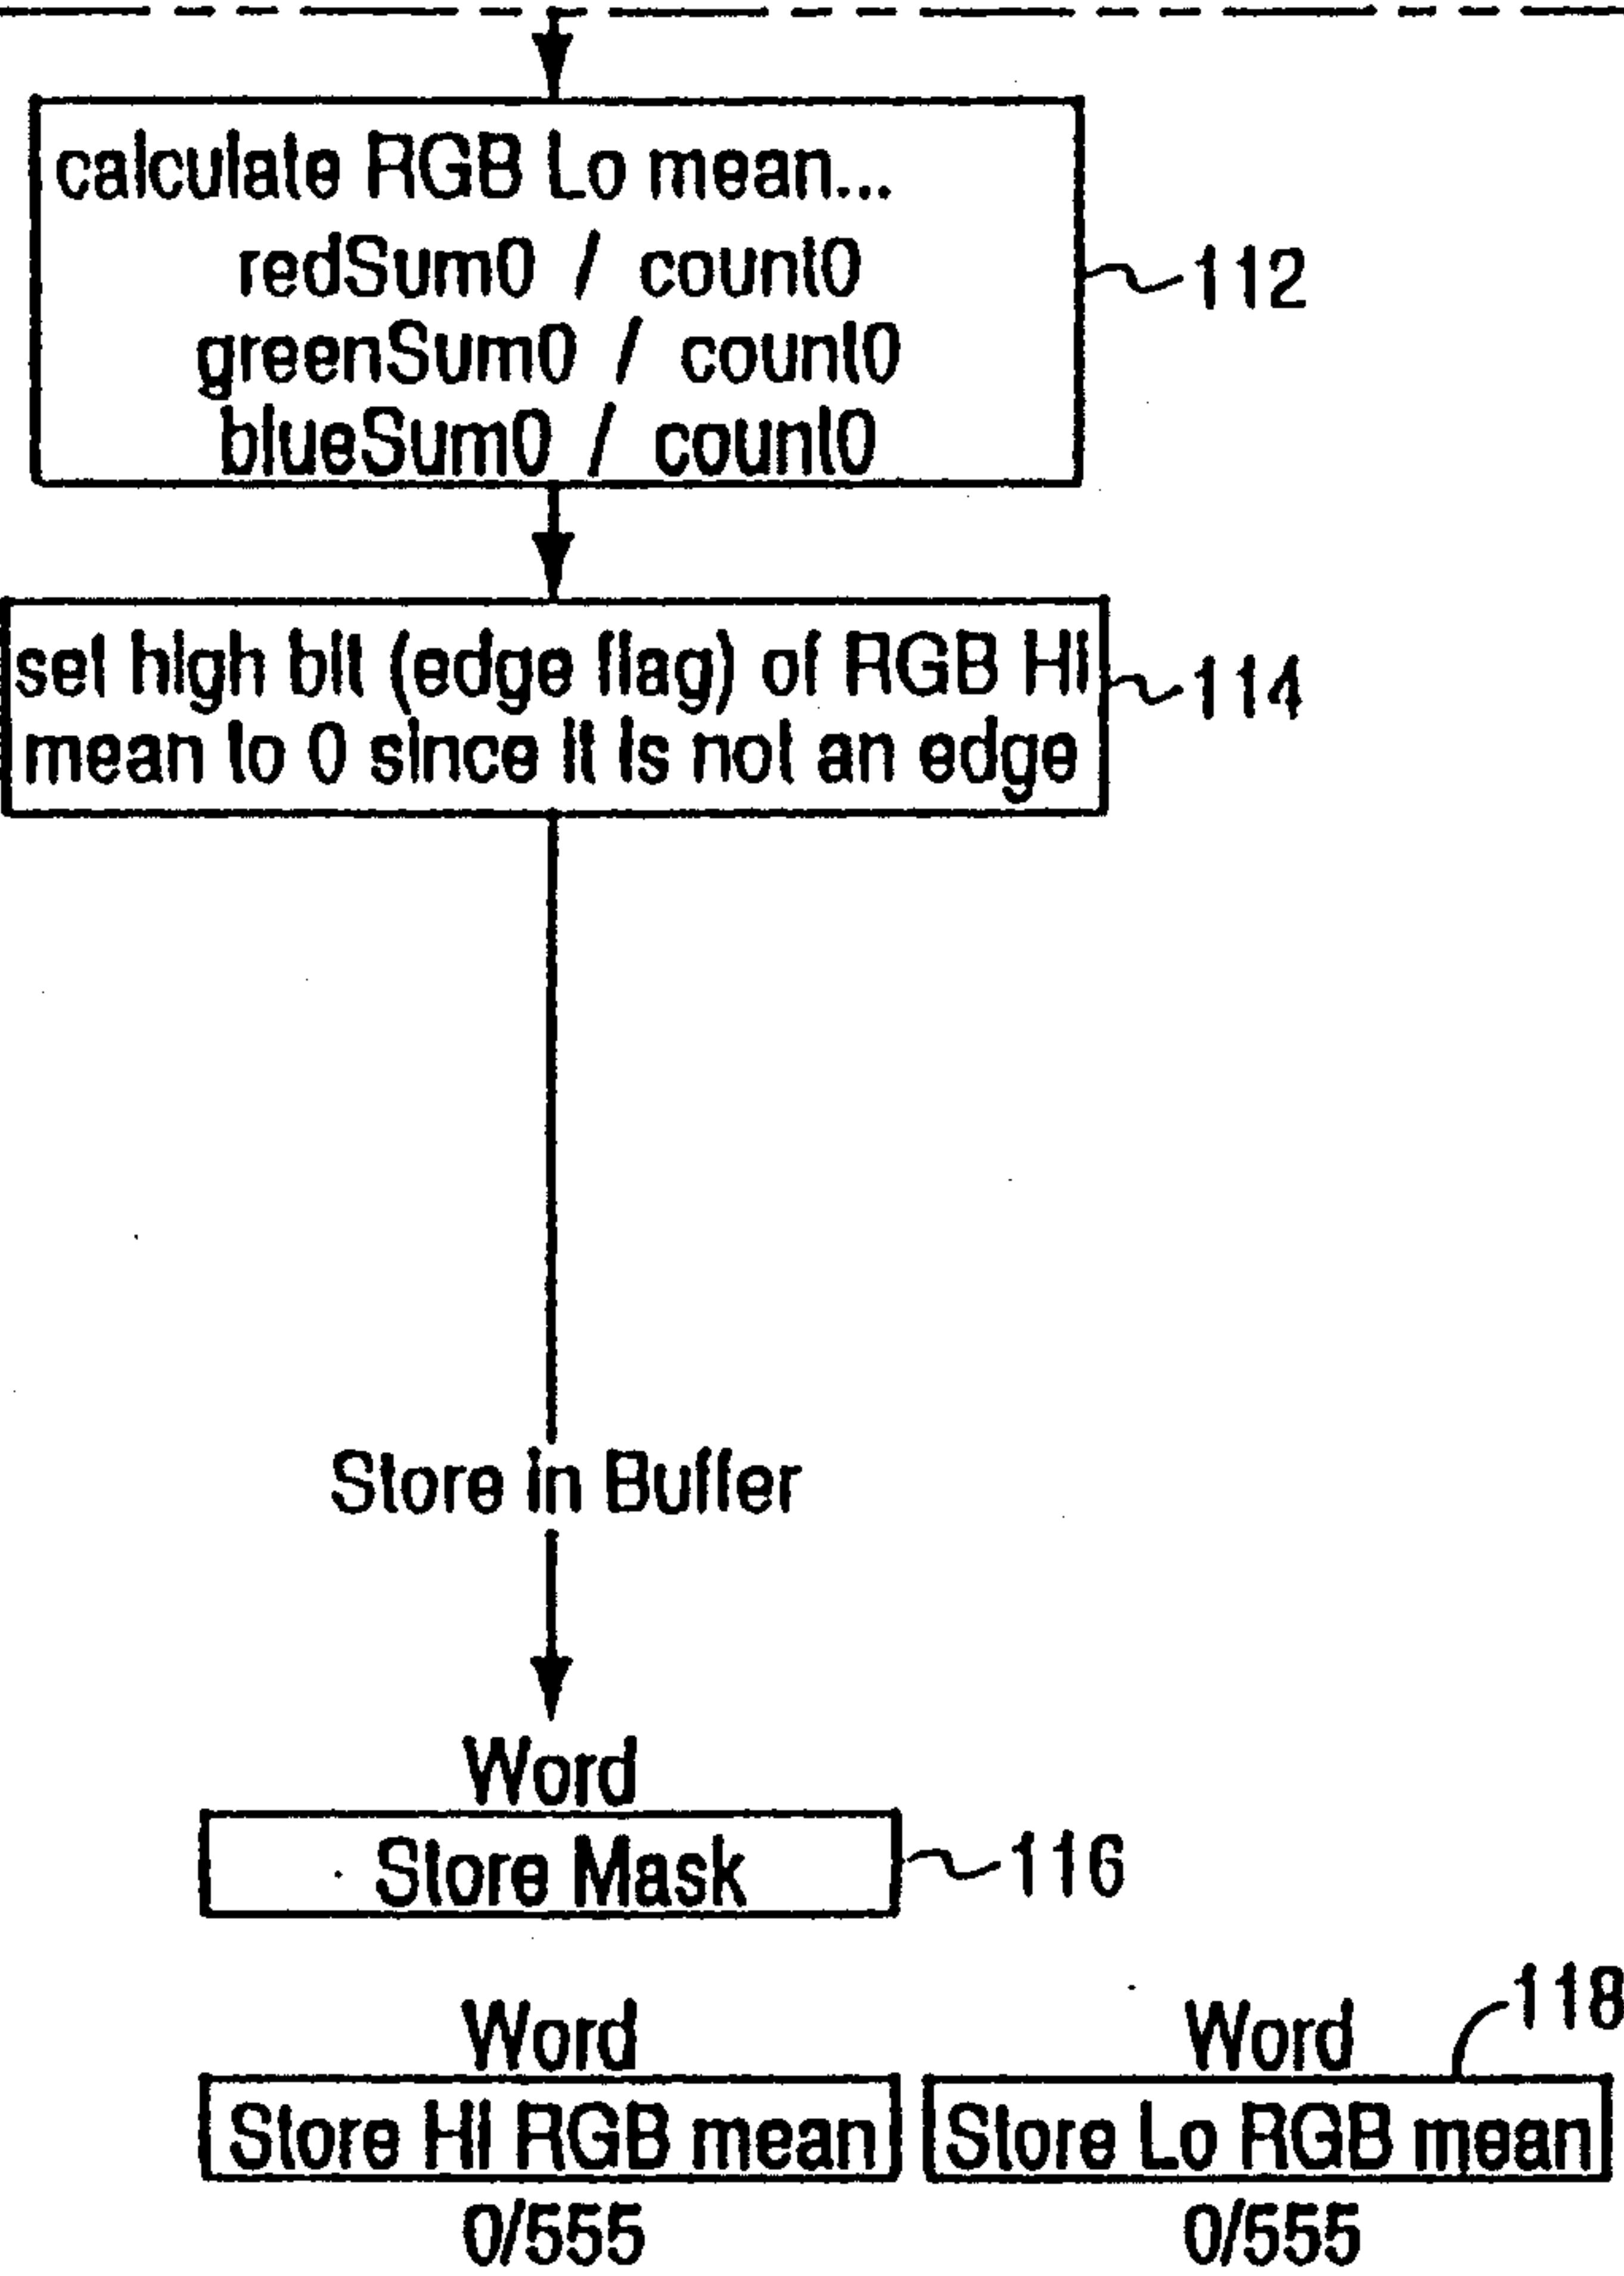 calculate RGB Lo mean...
redSum0 / count0
112
greenSum0 / count0
blueSum0 / count0
set high bit (edge flag) of RGB Hi
114
mean to 0 since it is not an edge
Store in Buffer
Word
Store Mask
116
118
Word
Word
Store Hi RGB mean
Store Lo RGB mean
0/555
0/555